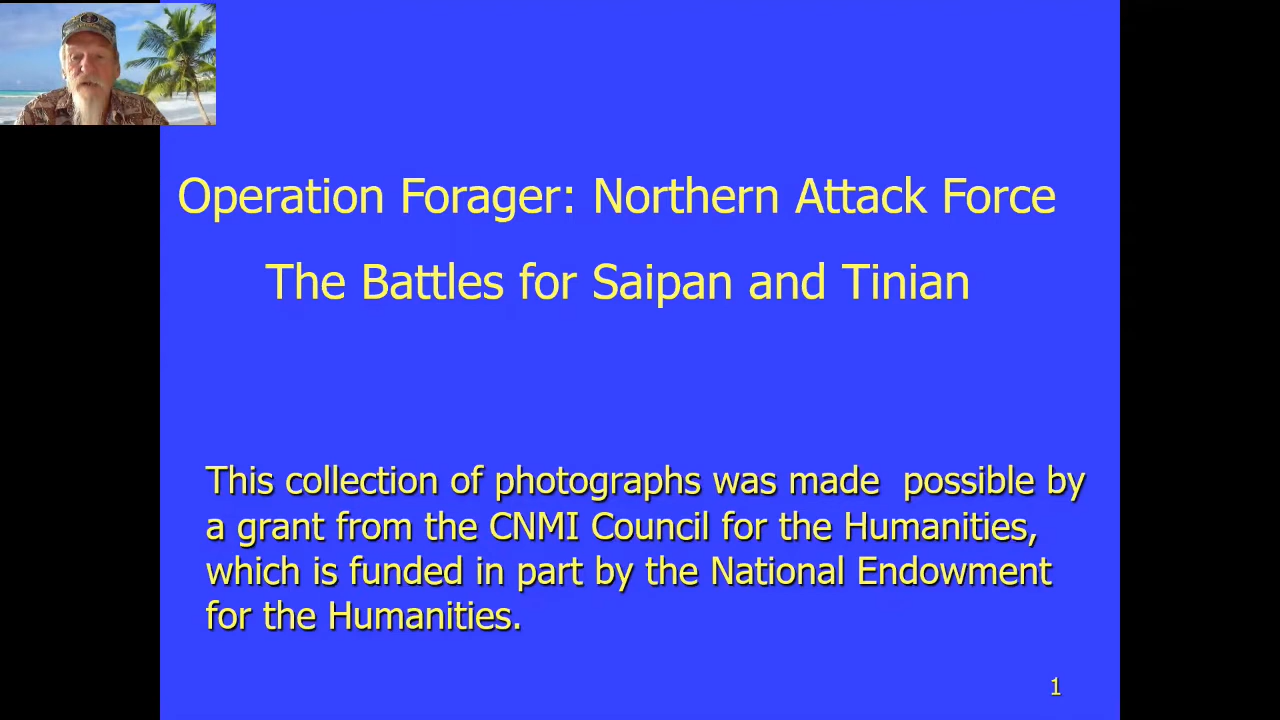 Operation Forager: Northern Attack Force
The Battles for Saipan and Tinian
This collection of photographs was made  possible by
a grant from the CNMI Council for the Humanities,
which is funded in part by the National Endowment
for the Humanities.
1